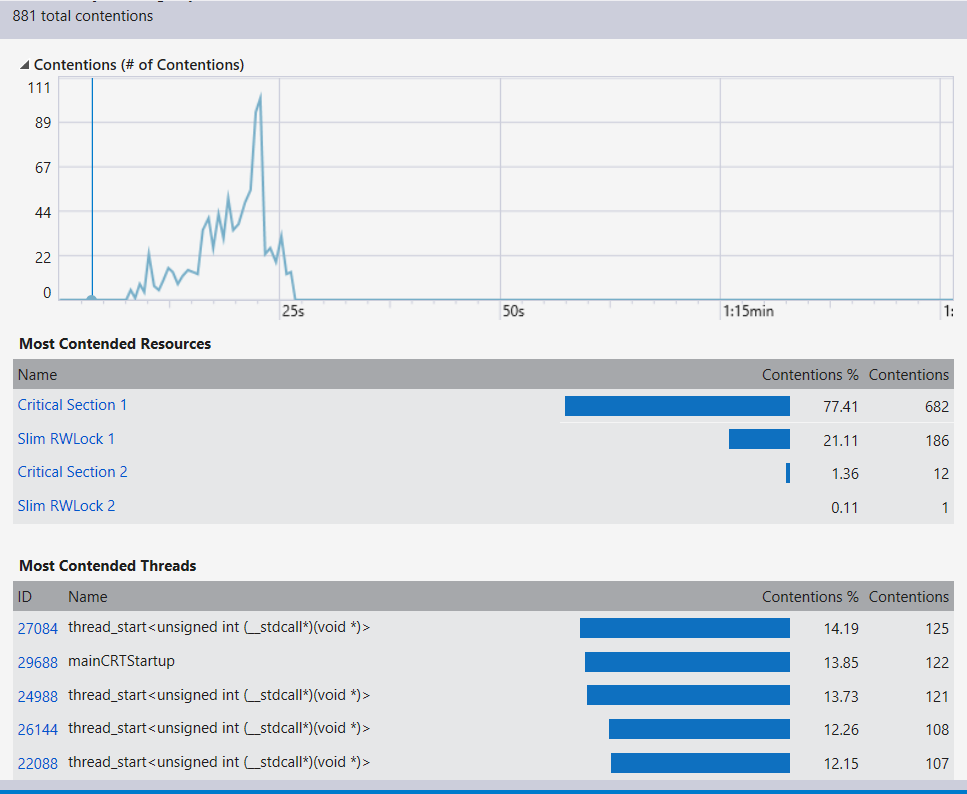 881 total contentions
Contentions (# of Contentions)
111
89
67
44
22
0
25s
50s
1:15min
1:
Most Contended Resources
Name Contentions % Contentions
Critical Section 1 77.41 682
Slim RWLock 1 21.11 186
Critical Section 2 1.36 12
Slim RWLock 2 0.11 1
Most Contended Threads
ID Name Contentions % Contentions
27084 thread_start<unsigned int (__stdcall*)(void *)> 14.19 125
29688 mainCRTStartup 13.85 122
24988 thread_start<unsigned int (__stdcall*)(void *)> 13.73 121
26144 thread_start<unsigned int (__stdcall*)(void *)> 12.26 108
22088 thread_start<unsigned int (__stdcall*)(void *)> 12.15 107